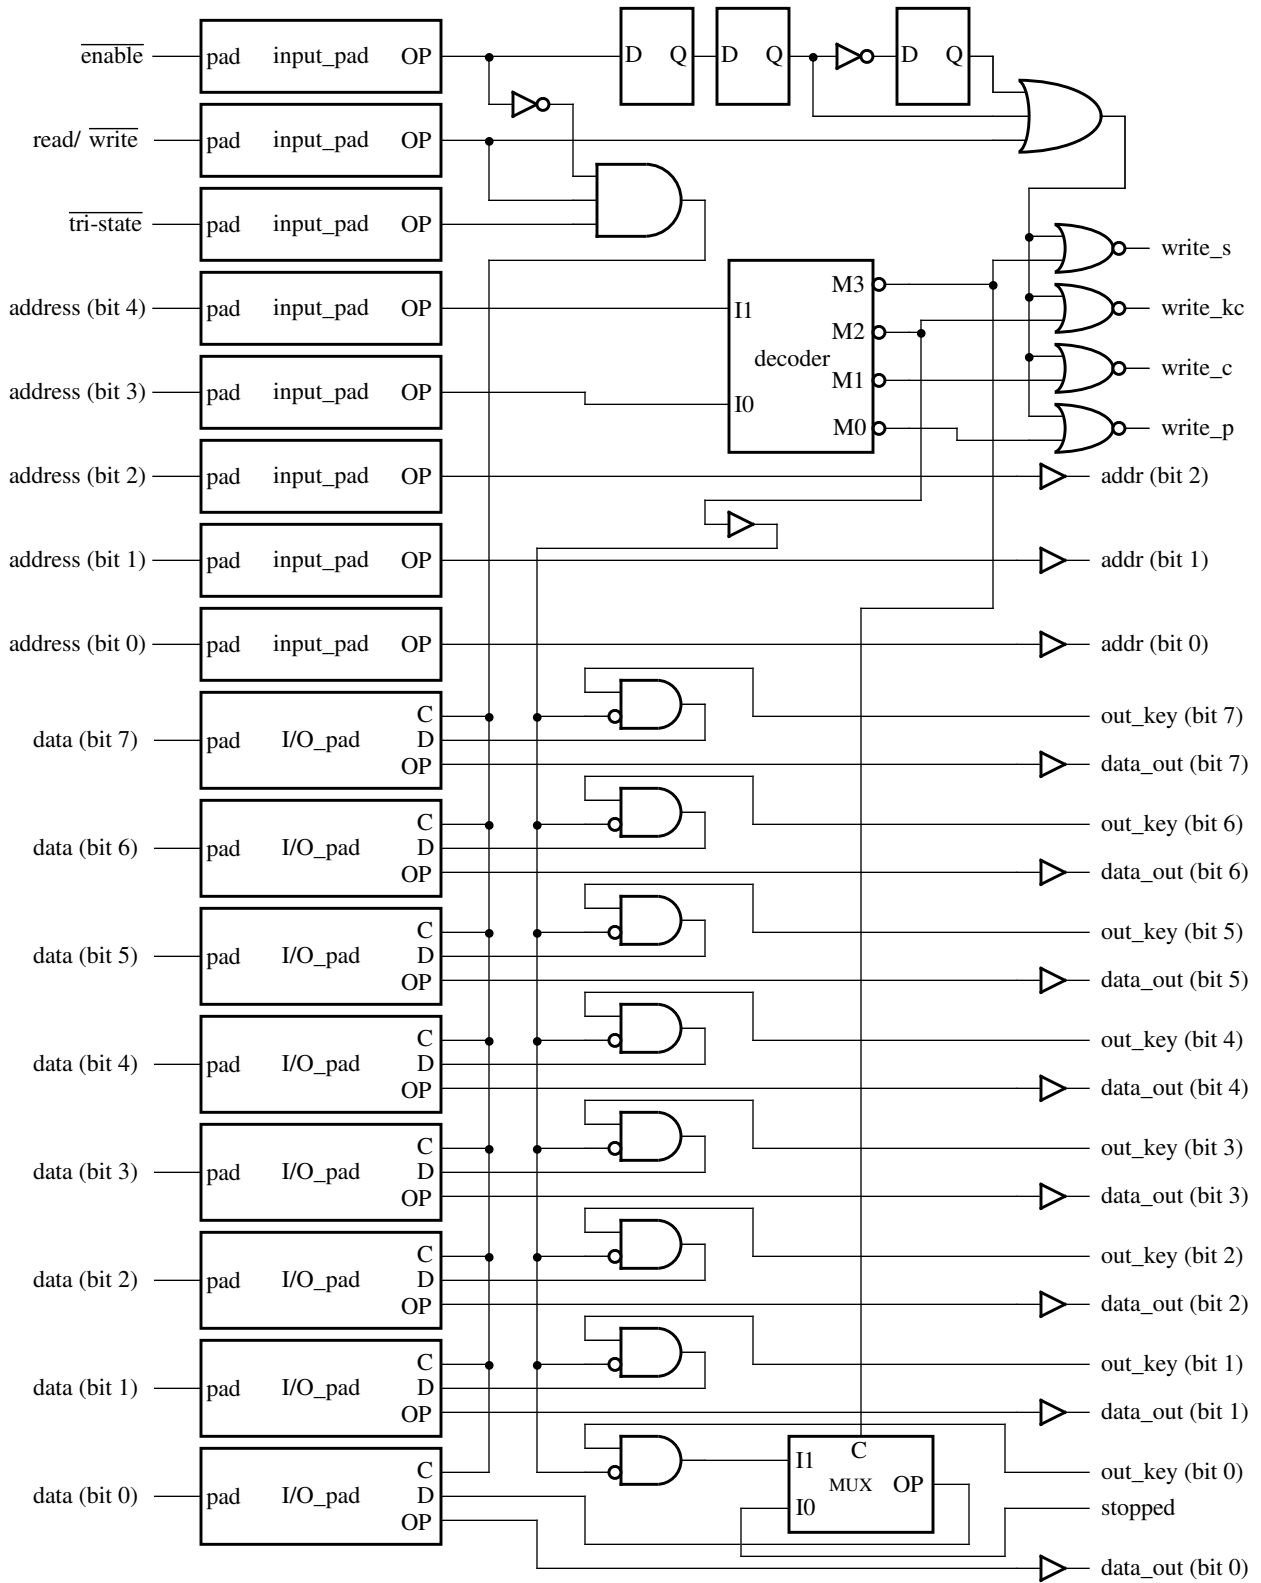 enable pad input_pad OP D Q D Q D Q
read/ write pad input_pad OP
tri-state pad input_pad OP
write_s
M3
address (bit 4) pad input_pad OP I1 write_kc
M2
decoder
write_c
M1
address (bit 3) pad input_pad OP I0
M0 write_p
address (bit 2) pad input_pad OP addr (bit 2)
address (bit 1) pad input_pad OP addr (bit 1)
address (bit 0) pad input_pad OP addr (bit 0)
C out_key (bit 7)
data (bit 7) pad I/O_pad D
OP data_out (bit 7)
C out_key (bit 6)
data (bit 6) pad I/O_pad D
OP data_out (bit 6)
C out_key (bit 5)
data (bit 5) pad I/O_pad D
OP data_out (bit 5)
C out_key (bit 4)
data (bit 4) pad I/O_pad D
OP data_out (bit 4)
C out_key (bit 3)
data (bit 3) pad I/O_pad D
OP data_out (bit 3)
C out_key (bit 2)
data (bit 2) pad I/O_pad D
OP data_out (bit 2)
C out_key (bit 1)
data (bit 1) pad I/O_pad D
OP data_out (bit 1)
C
I1
C out_key (bit 0)
MUX OP
data (bit 0) pad I/O_pad D
I0 stopped
OP
data_out (bit 0)